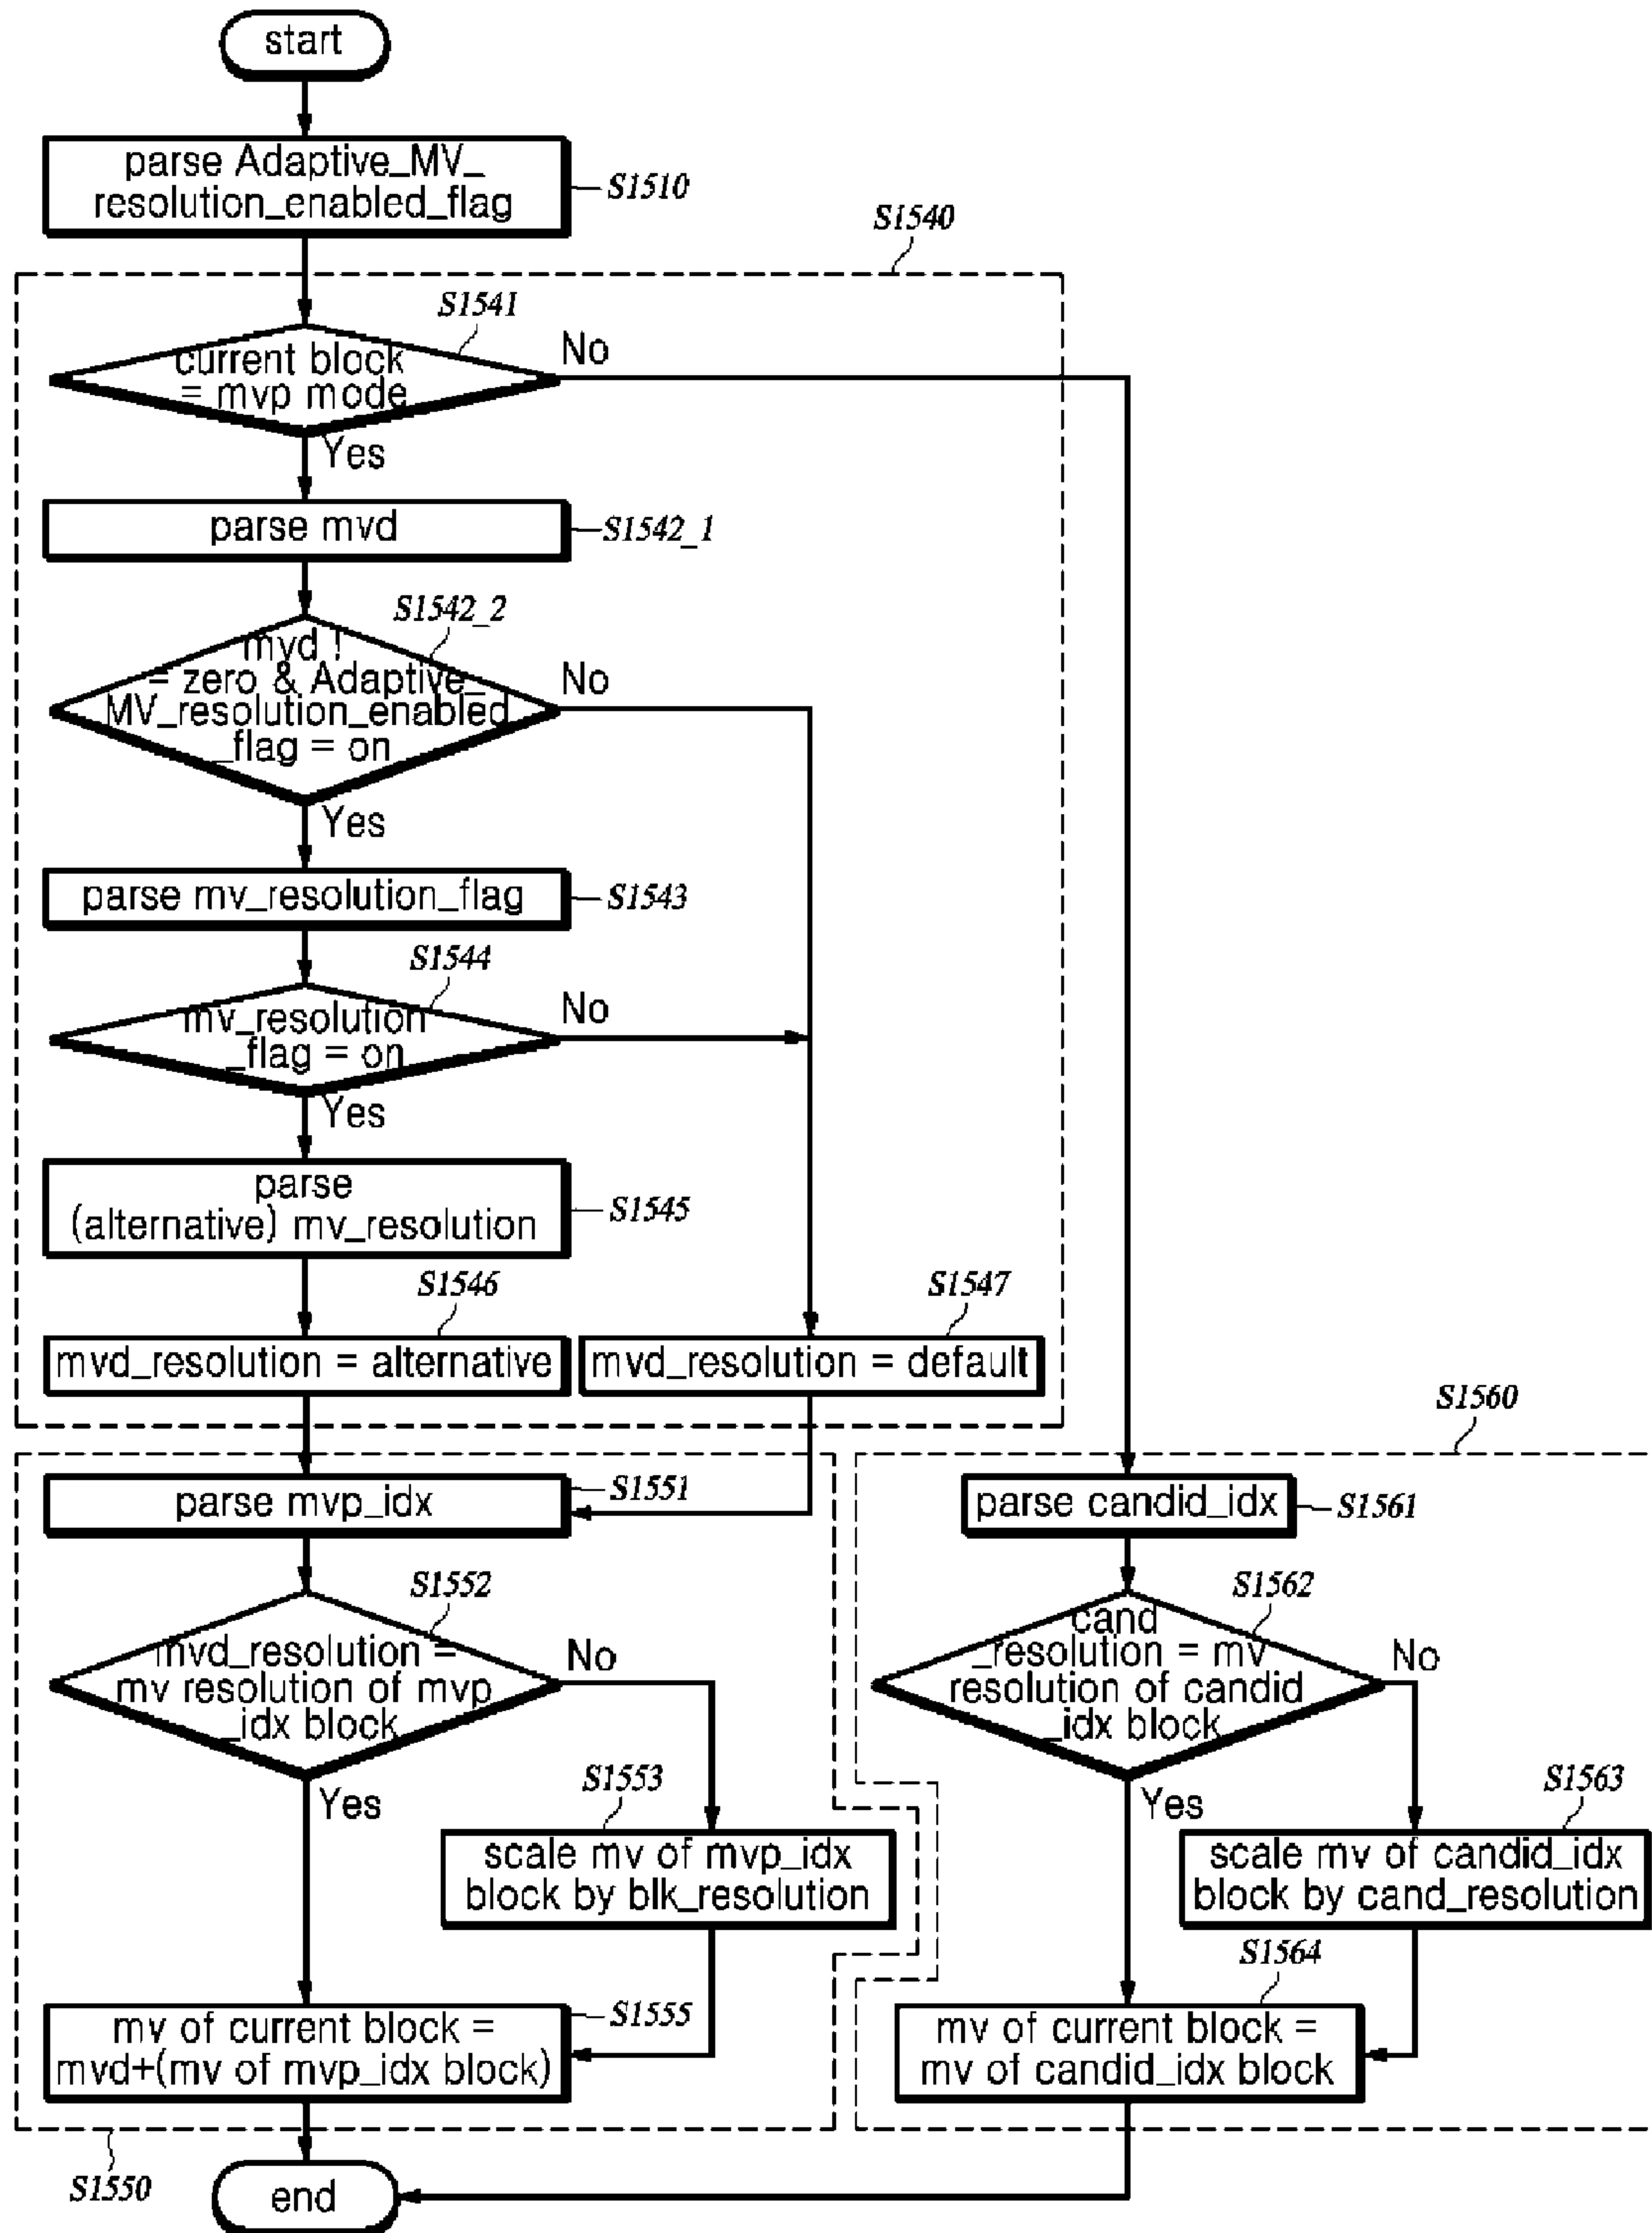 start
parse Adaptive_MV_
resolution_enabled_flag
S1510
S1540
S1541
current block
= mvp mode
No
Yes
parse mvd
S1542_1
S1542_2
mvd !
= zero & Adaptive_
MV_resolution_enabled
_flag = on
No
Yes
parse mv_resolution_flag
S1543
S1544
mv_resolution
_flag = on
No
Yes
parse
(alternative) mv_resolution
S1545
S1546
mvd_resolution = alternative
S1547
mvd_resolution = default
S1560
parse mvp_idx
S1551
parse candid_idx
S1561
S1552
mvd_resolution =
mv resolution of mvp
_idx block
No
Yes
S1553
scale mv of mvp_idx
block by blk_resolution
S1562
cand
_resolution = mv
resolution of candid
_idx block
No
Yes
S1563
scale mv of candid_idx
block by cand_resolution
mv of current block =
mvd+(mv of mvp_idx block)
S1555
S1564
mv of current block =
mv of candid_idx block
S1550
end